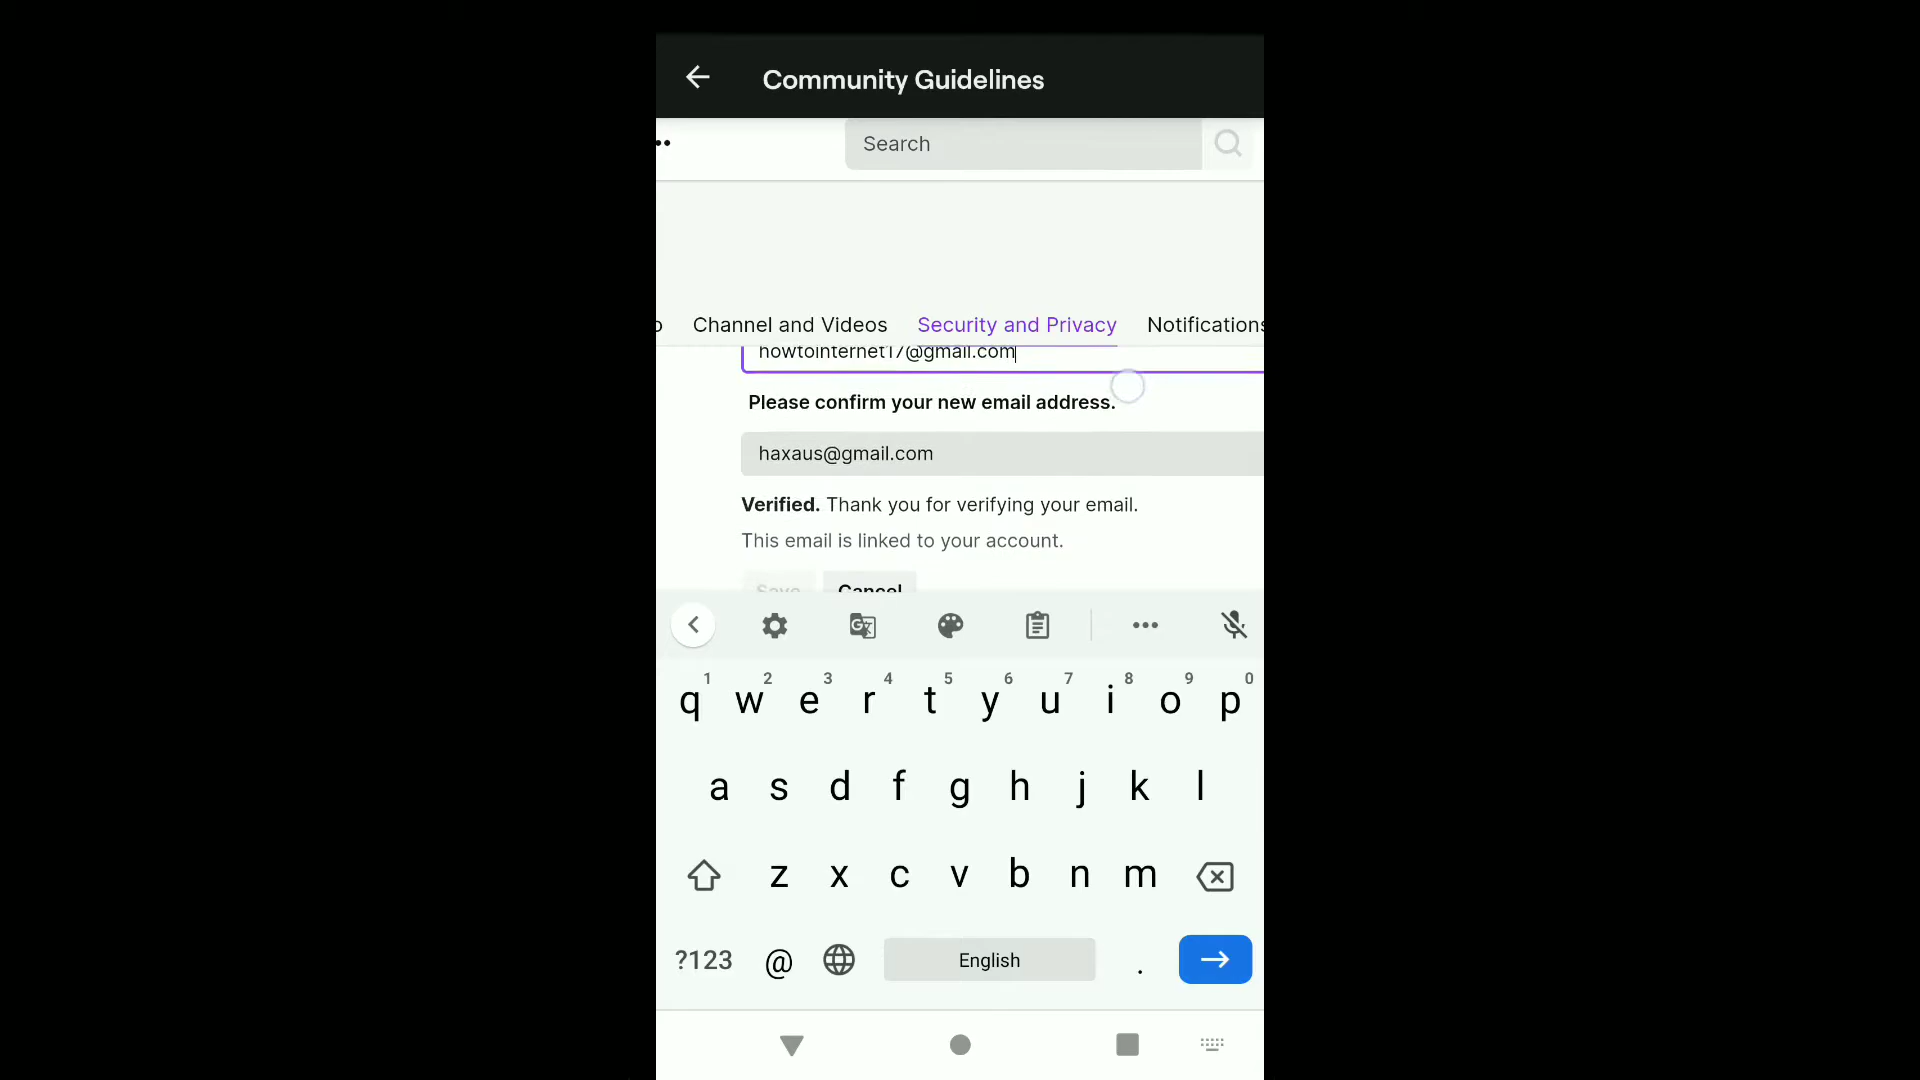 Community Guidelines
Search
Channel and Videos Security and Privacy Notifications
howtointernet17@gmail.com
Please confirm your new email address.
haxaus@gmail.com
Verified. Thank you for verifying your email.
This email is linked to your account.
Save Cancel
1 2 3 4 5 6 7 8 9 0
q w e r t y u i o p
a s d f g h j k l
z x c v b n m
?123 @ English .